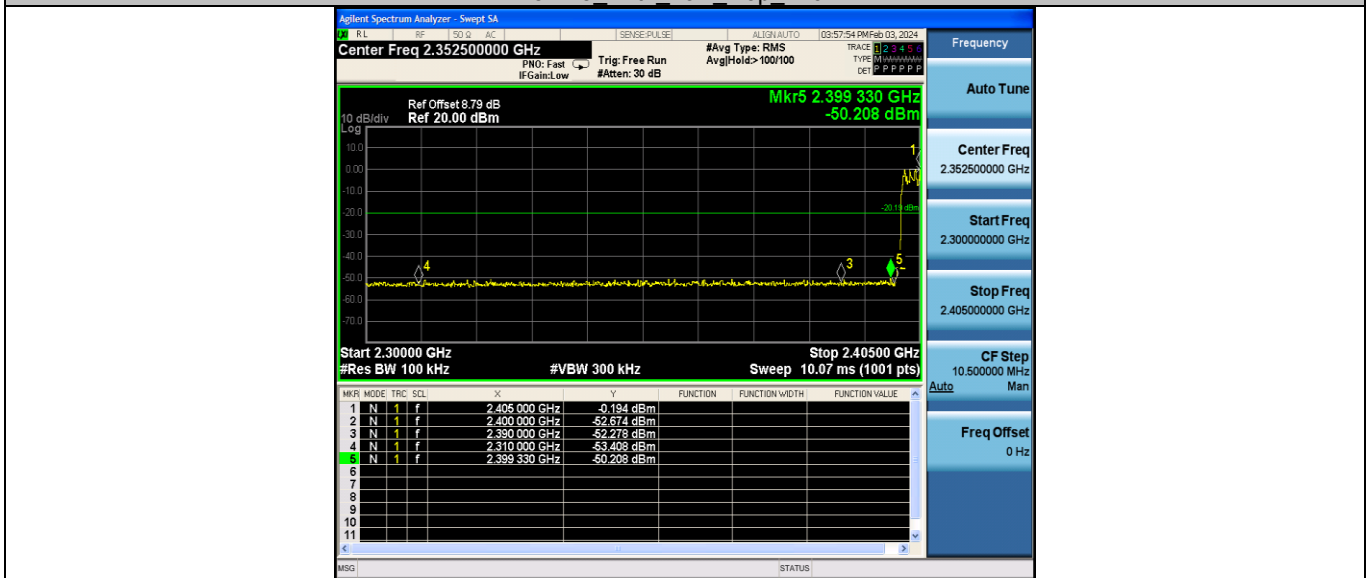 Agilent Spectrum Analyzer - Swept SA
RL RF 50 Ω AC SENSE:PULSE ALIGNAUTO 03:57:54 PM Feb 03, 2024
Center Freq 2.352500000 GHz
PNO: Fast
IFGain:Low
Trig: Free Run
#Atten: 30 dB
#Avg Type: RMS
Avg|Hold:>100/100
TRACE 1 2 3 4 5 6
TYPE M
DET P P P P P P
Mkr5 2.399 330 GHz
-50.208 dBm
Ref Offset 8.79 dB
10 dB/div Ref 20.00 dBm
Log
10.0
0.00
-10.0
-20.0
-30.0
-40.0
-50.0
-60.0
-70.0
1
-20.19 dBm
4
3
5
Start 2.30000 GHz Stop 2.40500 GHz
#Res BW 100 kHz #VBW 300 kHz Sweep 10.07 ms (1001 pts)
MKR MODE TRC SCL X Y FUNCTION FUNCTION WIDTH FUNCTION VALUE
1 N 1 f 2.405 000 GHz -0.194 dBm
2 N 1 f 2.400 000 GHz -52.674 dBm
3 N 1 f 2.390 000 GHz -52.278 dBm
4 N 1 f 2.310 000 GHz -53.408 dBm
5 N 1 f 2.399 330 GHz -50.208 dBm
6
7
8
9
10
11
MSG STATUS
Frequency
Auto Tune
Center Freq
2.352500000 GHz
Start Freq
2.300000000 GHz
Stop Freq
2.405000000 GHz
CF Step
10.500000 MHz
Auto Man
Freq Offset
0 Hz